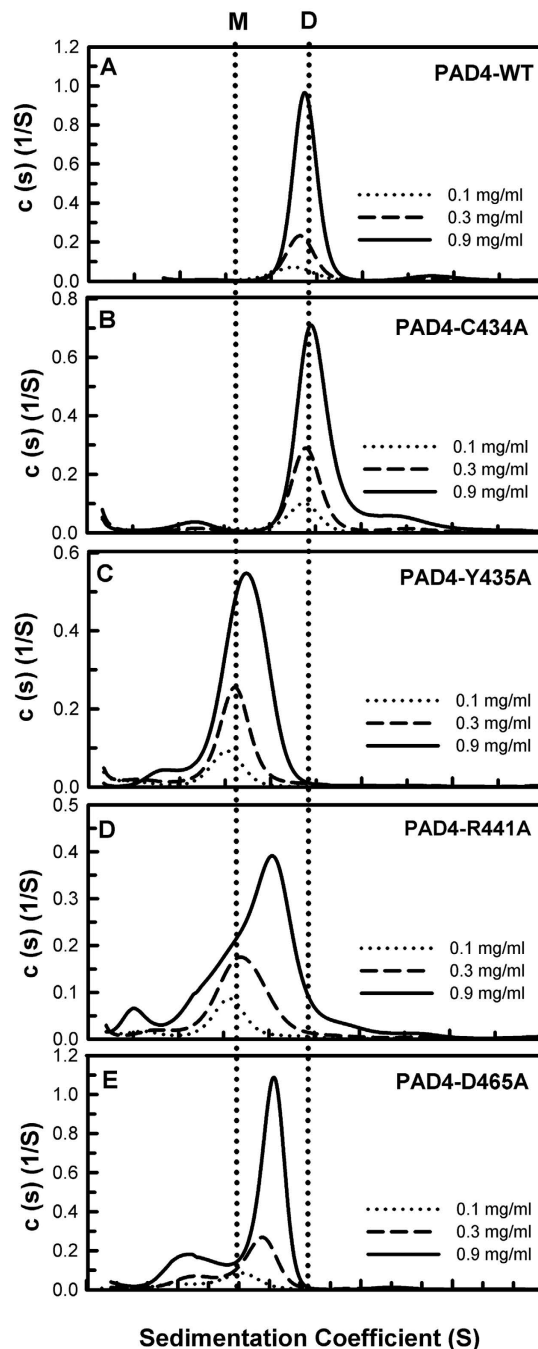 M D
A
PAD4-WT
c (s) (1/S)
1.2
1.0
0.8
0.6
0.4
0.2
0.0
0.1 mg/ml
0.3 mg/ml
0.9 mg/ml
B
PAD4-C434A
c (s) (1/S)
0.8
0.6
0.4
0.2
0.0
0.1 mg/ml
0.3 mg/ml
0.9 mg/ml
C
PAD4-Y435A
c (s) (1/S)
0.6
0.4
0.2
0.0
0.1 mg/ml
0.3 mg/ml
0.9 mg/ml
D
PAD4-R441A
c (s) (1/S)
0.5
0.4
0.3
0.2
0.1
0.0
0.1 mg/ml
0.3 mg/ml
0.9 mg/ml
E
PAD4-D465A
c (s) (1/S)
1.2
1.0
0.8
0.6
0.4
0.2
0.0
0.1 mg/ml
0.3 mg/ml
0.9 mg/ml
Sedimentation Coefficient (S)